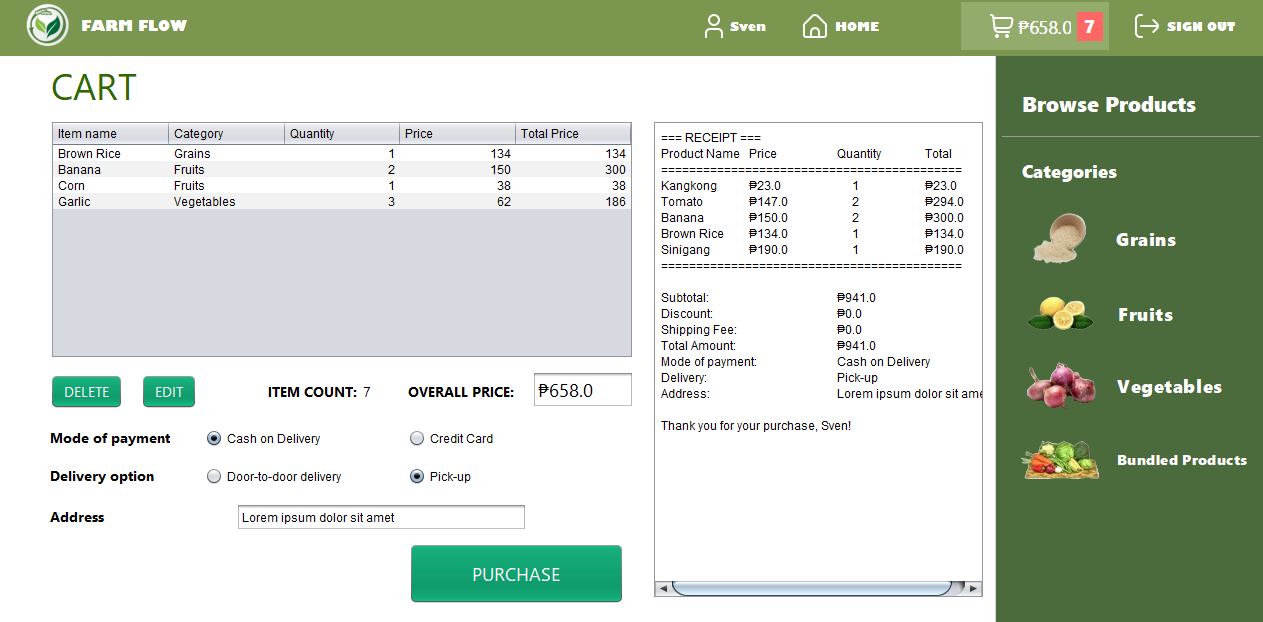 FARM FLOW
Sven
HOME
₱658.0 7
SIGN OUT
CART
Item name Category Quantity Price Total Price
Brown Rice Grains 1 134 134
Banana Fruits 2 150 300
Corn Fruits 1 38 38
Garlic Vegetables 3 62 186
DELETE EDIT ITEM COUNT: 7 OVERALL PRICE: ₱658.0
Mode of payment Cash on Delivery Credit Card
Delivery option Door-to-door delivery Pick-up
Address Lorem ipsum dolor sit amet
PURCHASE
=== RECEIPT ===
Product Name Price Quantity Total
===========================================
Kangkong ₱23.0 1 ₱23.0
Tomato ₱147.0 2 ₱294.0
Banana ₱150.0 2 ₱300.0
Brown Rice ₱134.0 1 ₱134.0
Sinigang ₱190.0 1 ₱190.0
===========================================
Subtotal: ₱941.0
Discount: ₱0.0
Shipping Fee: ₱0.0
Total Amount: ₱941.0
Mode of payment: Cash on Delivery
Delivery: Pick-up
Address: Lorem ipsum dolor sit ame
Thank you for your purchase, Sven!
Browse Products
Categories
Grains
Fruits
Vegetables
Bundled Products